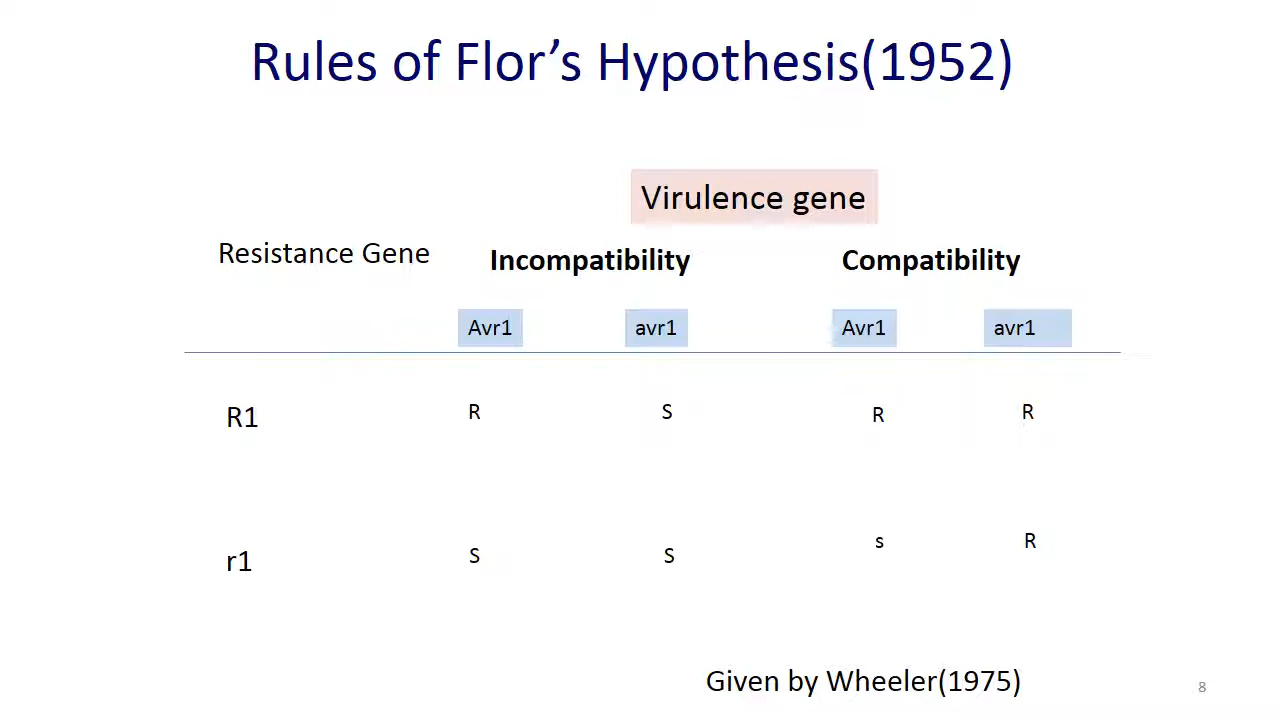 Rules of Flor’s Hypothesis(1952)
Virulence gene
Resistance Gene Incompatibility Compatibility
Avr1 avr1 Avr1 avr1
R1 R S R R
r1 S S s R
Given by Wheeler(1975)
8